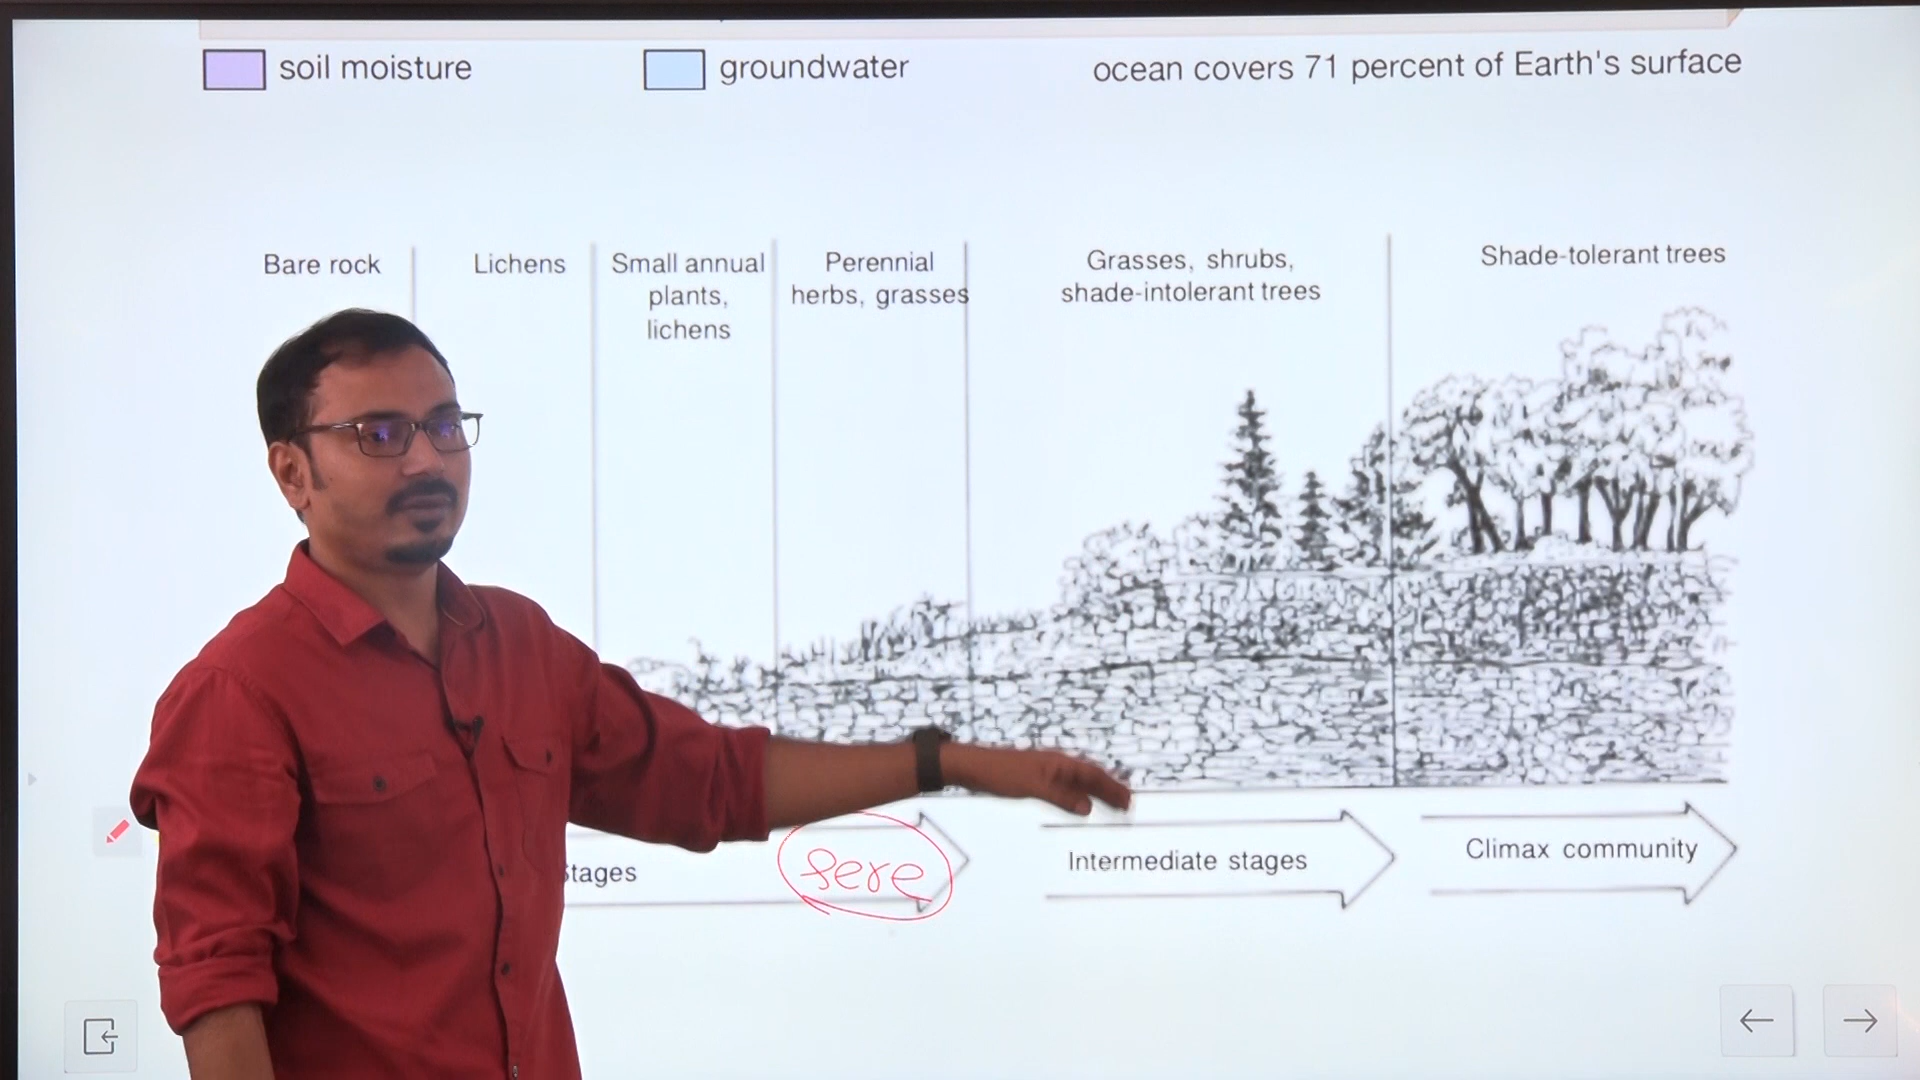 soil moisture
groundwater
ocean covers 71 percent of Earth's surface
Bare rock
Lichens
Small annual
plants,
lichens
Perennial
herbs, grasses
Grasses, shrubs,
shade-intolerant trees
Shade-tolerant trees
stages
sere
Intermediate stages
Climax community